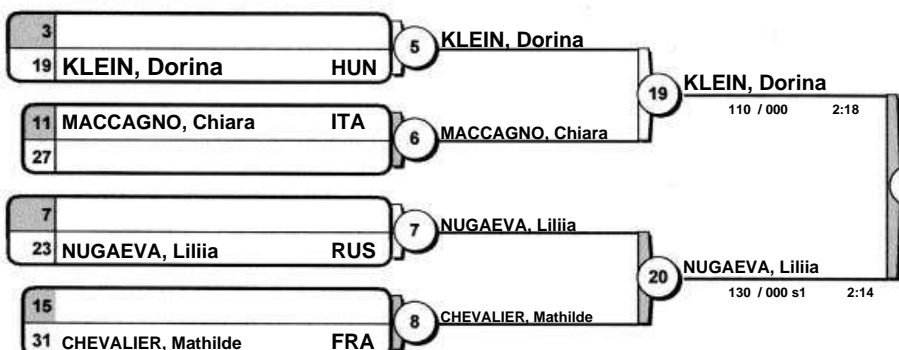 3
19 KLEIN, Dorina HUN
5 KLEIN, Dorina
11 MACCAGNO, Chiara ITA
27
6 MACCAGNO, Chiara
19 KLEIN, Dorina
110 / 000 2:18
7
23 NUGAEVA, Liliia RUS
7 NUGAEVA, Liliia
15
31 CHEVALIER, Mathilde FRA
8 CHEVALIER, Mathilde
20 NUGAEVA, Liliia
130 / 000 s1 2:14